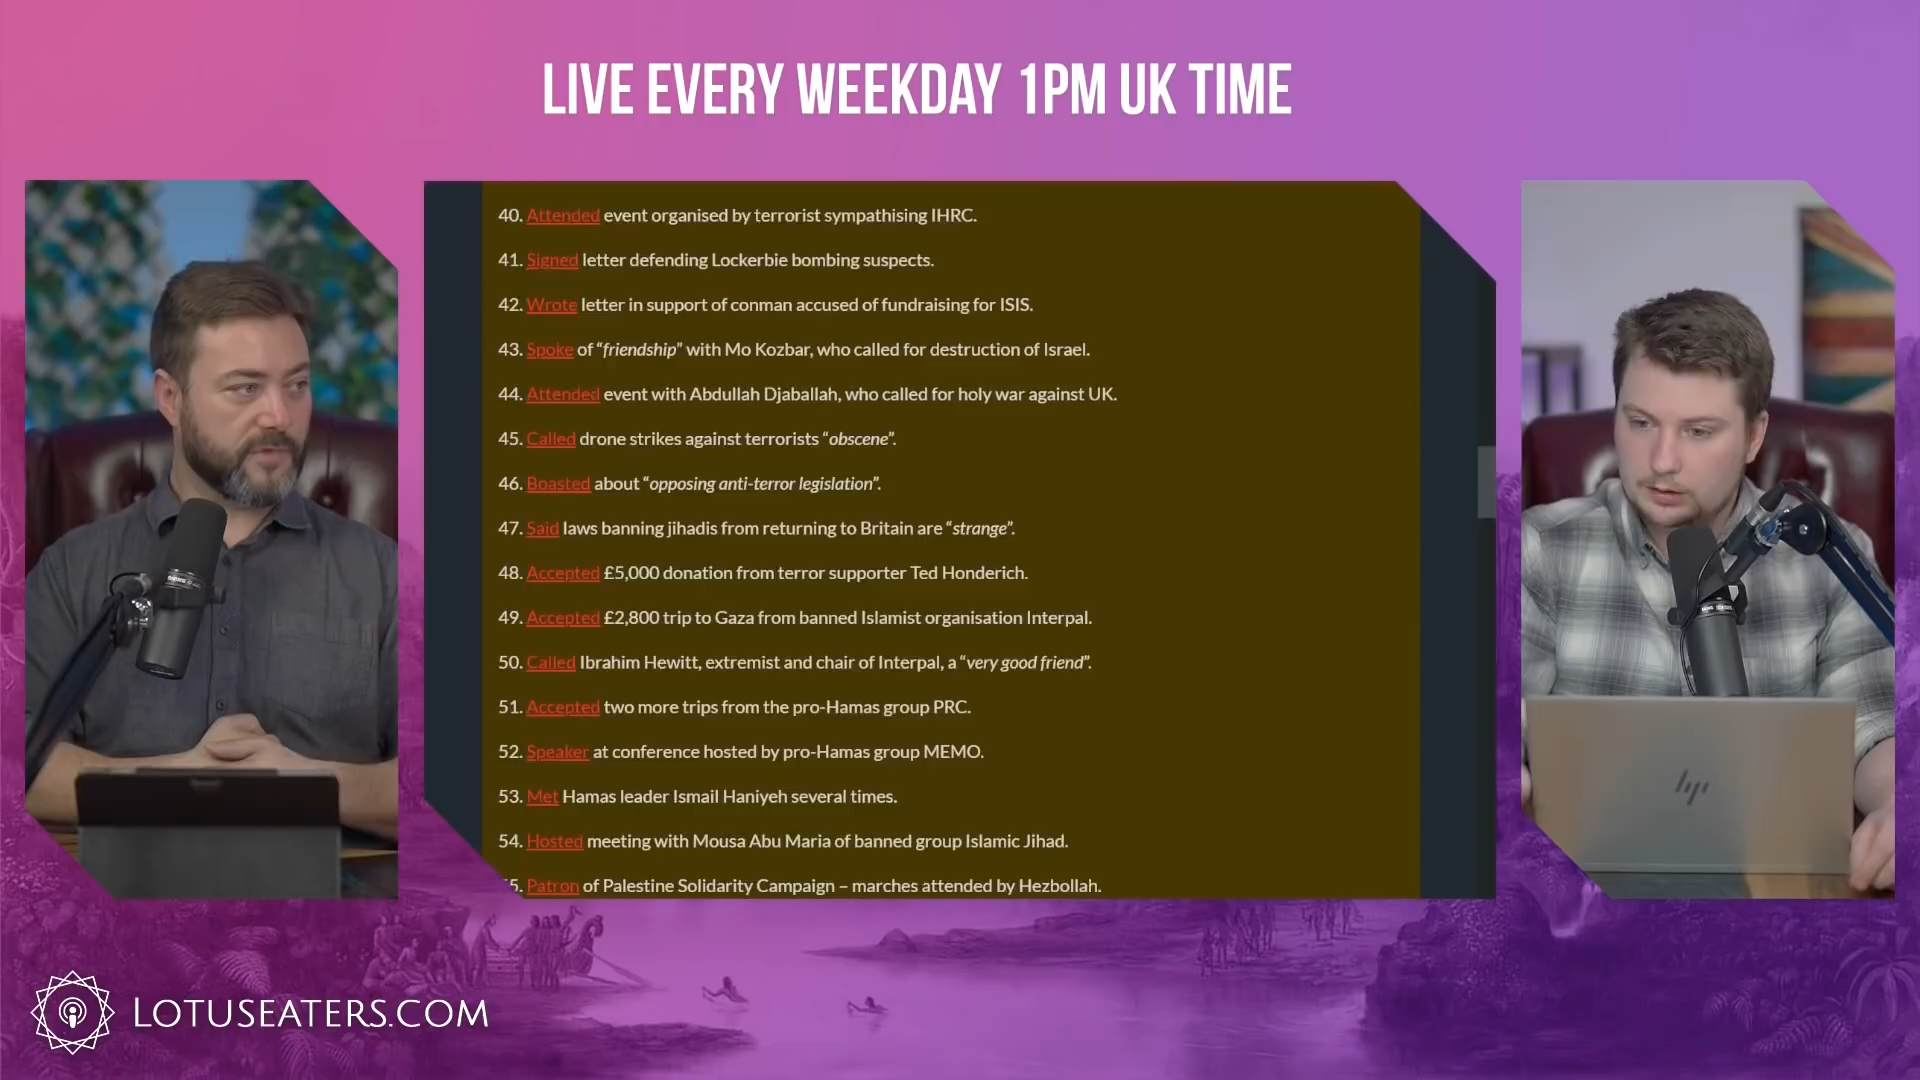 LIVE EVERY WEEKDAY 1PM UK TIME
40. Attended event organised by terrorist sympathising IHRC.
41. Signed letter defending Lockerbie bombing suspects.
42. Wrote letter in support of conman accused of fundraising for ISIS.
43. Spoke of “friendship” with Mo Kozbar, who called for destruction of Israel.
44. Attended event with Abdullah Djaballah, who called for holy war against UK.
45. Called drone strikes against terrorists “obscene”.
46. Boasted about “opposing anti-terror legislation”.
47. Said laws banning jihadis from returning to Britain are “strange”.
48. Accepted £5,000 donation from terror supporter Ted Honderich.
49. Accepted £2,800 trip to Gaza from banned Islamist organisation Interpal.
50. Called Ibrahim Hewitt, extremist and chair of Interpal, a “very good friend”.
51. Accepted two more trips from the pro-Hamas group PRC.
52. Speaker at conference hosted by pro-Hamas group MEMO.
53. Met Hamas leader Ismail Haniyeh several times.
54. Hosted meeting with Mousa Abu Maria of banned group Islamic Jihad.
5. Patron of Palestine Solidarity Campaign – marches attended by Hezbollah.
hp
LOTUSEATERS.COM